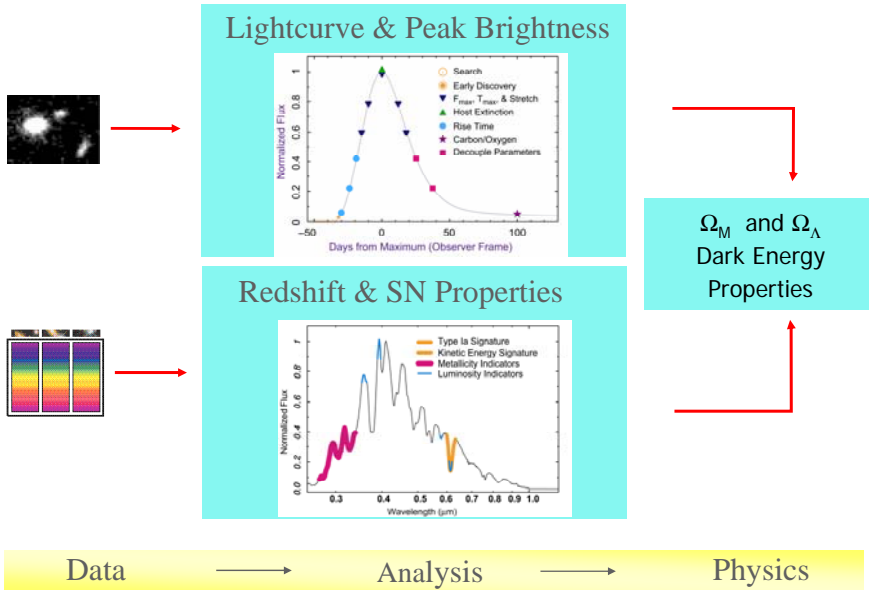 Lightcurve & Peak Brightness
Normalized Flux
1
0.8
0.6
0.4
0.2
0
Search
Early Discovery
Fmax, Tmax, & Stretch
Host Extinction
Rise Time
Carbon/Oxygen
Decouple Parameters
−50 0 50 100
Days from Maximum (Observer Frame)
ΩM and ΩΛ
Dark Energy
Properties
Redshift & SN Properties
Normalized Flux
1
0.8
0.6
0.4
0.2
0.0
Type Ia Signature
Kinetic Energy Signature
Metallicity Indicators
Luminosity Indicators
0.3 0.4 0.5 0.6 0.7 0.8 0.9 1.0
Wavelength (μm)
Data Analysis Physics